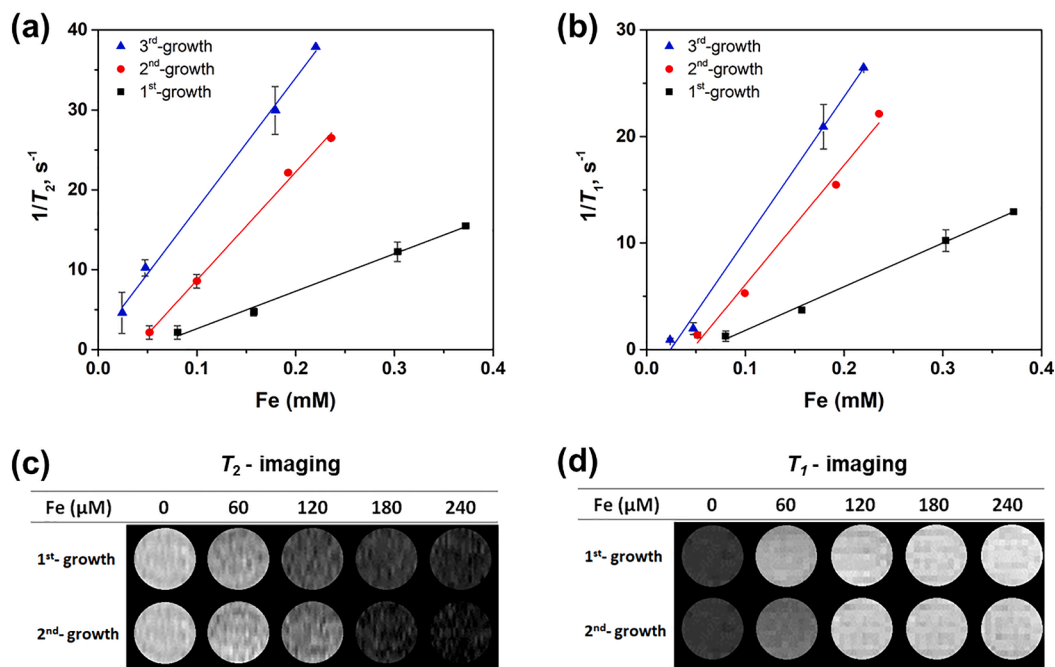 (a)
40
30
20
10
0
1/T₂, s⁻¹
3ʳᵈ-growth
2ⁿᵈ-growth
1ˢᵗ-growth
0.0 0.1 0.2 0.3 0.4
Fe (mM)
(b)
30
20
10
0
1/T₁, s⁻¹
3ʳᵈ-growth
2ⁿᵈ-growth
1ˢᵗ-growth
0.0 0.1 0.2 0.3 0.4
Fe (mM)
(c)
T₂ - imaging
Fe (μM) 0 60 120 180 240
1ˢᵗ- growth
2ⁿᵈ- growth
(d)
T₁ - imaging
Fe (μM) 0 60 120 180 240
1ˢᵗ- growth
2ⁿᵈ- growth